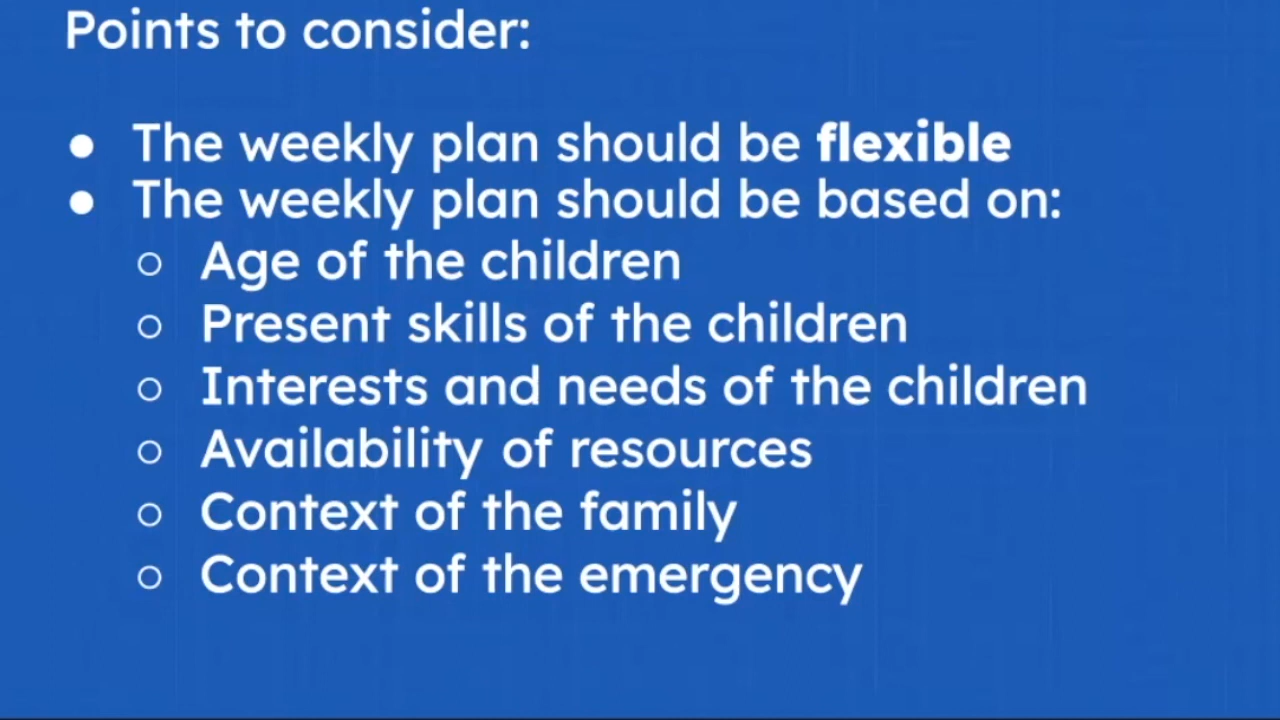 Points to consider:
● The weekly plan should be flexible
● The weekly plan should be based on:
○ Age of the children
○ Present skills of the children
○ Interests and needs of the children
○ Availability of resources
○ Context of the family
○ Context of the emergency